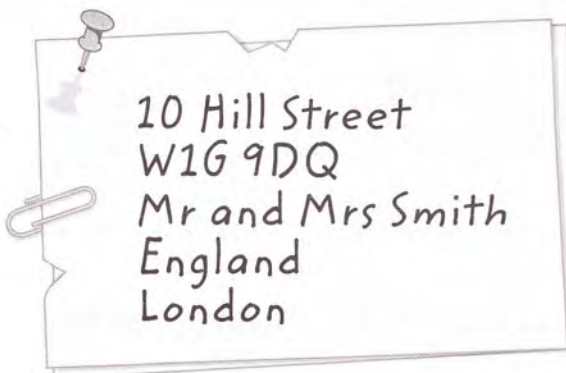 10 Hill Street
W1G 9DQ
Mr and Mrs Smith
England
London